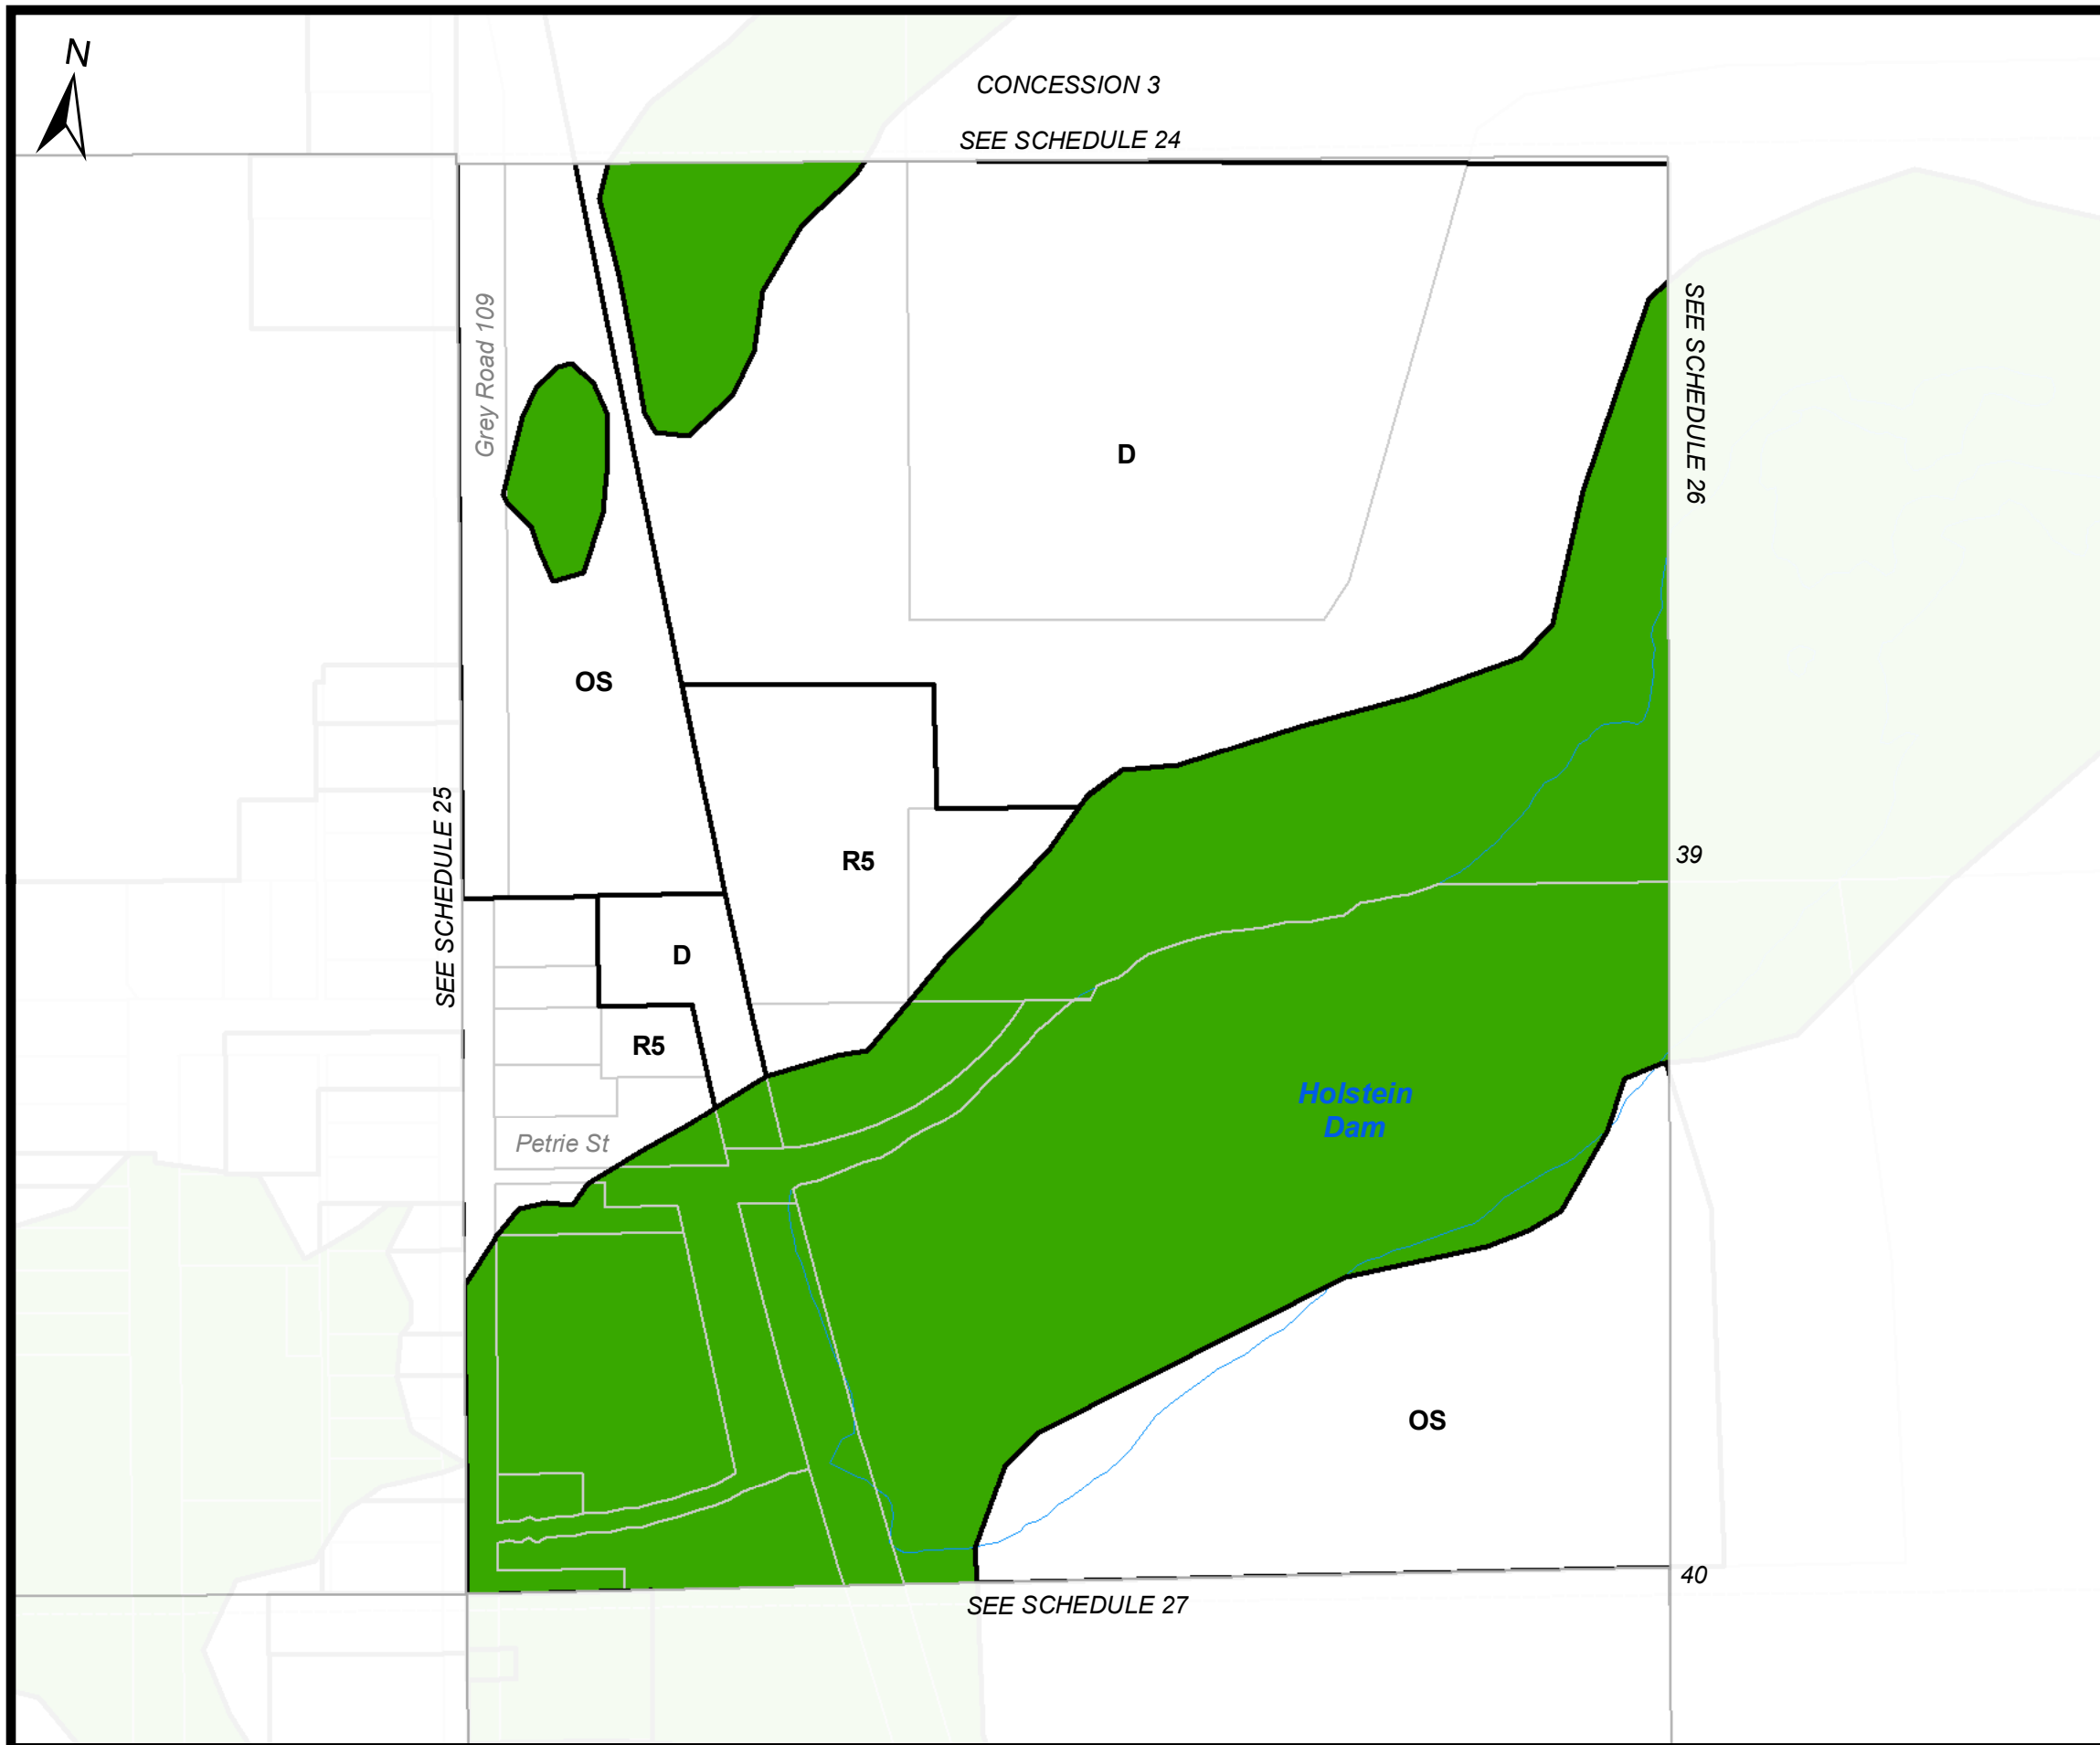 N
CONCESSION 3
SEE SCHEDULE 24
Grey Road 109
SEE SCHEDULE 26
D
OS
SEE SCHEDULE 25
R5
39
D
R5
Holstein
Dam
Petrie St
OS
40
SEE SCHEDULE 27